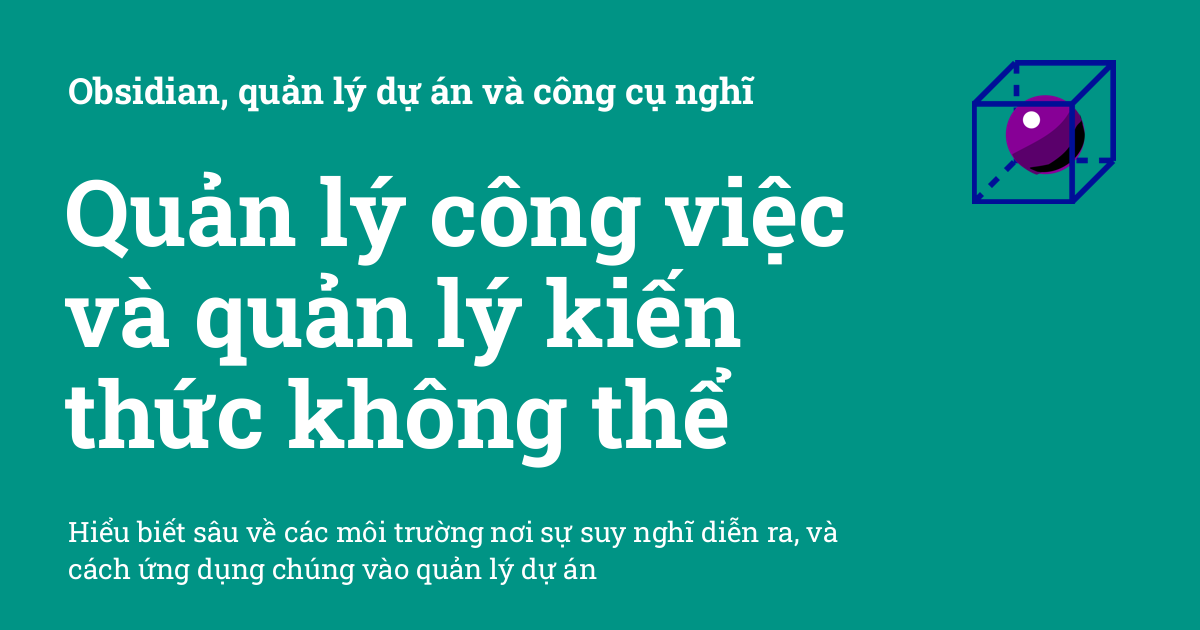 Obsidian, quản lý dự án và công cụ nghĩ
Quản lý công việc
và quản lý kiến
thức không thể
Hiểu biết sâu về các môi trường nơi sự suy nghĩ diễn ra, và
cách ứng dụng chúng vào quản lý dự án